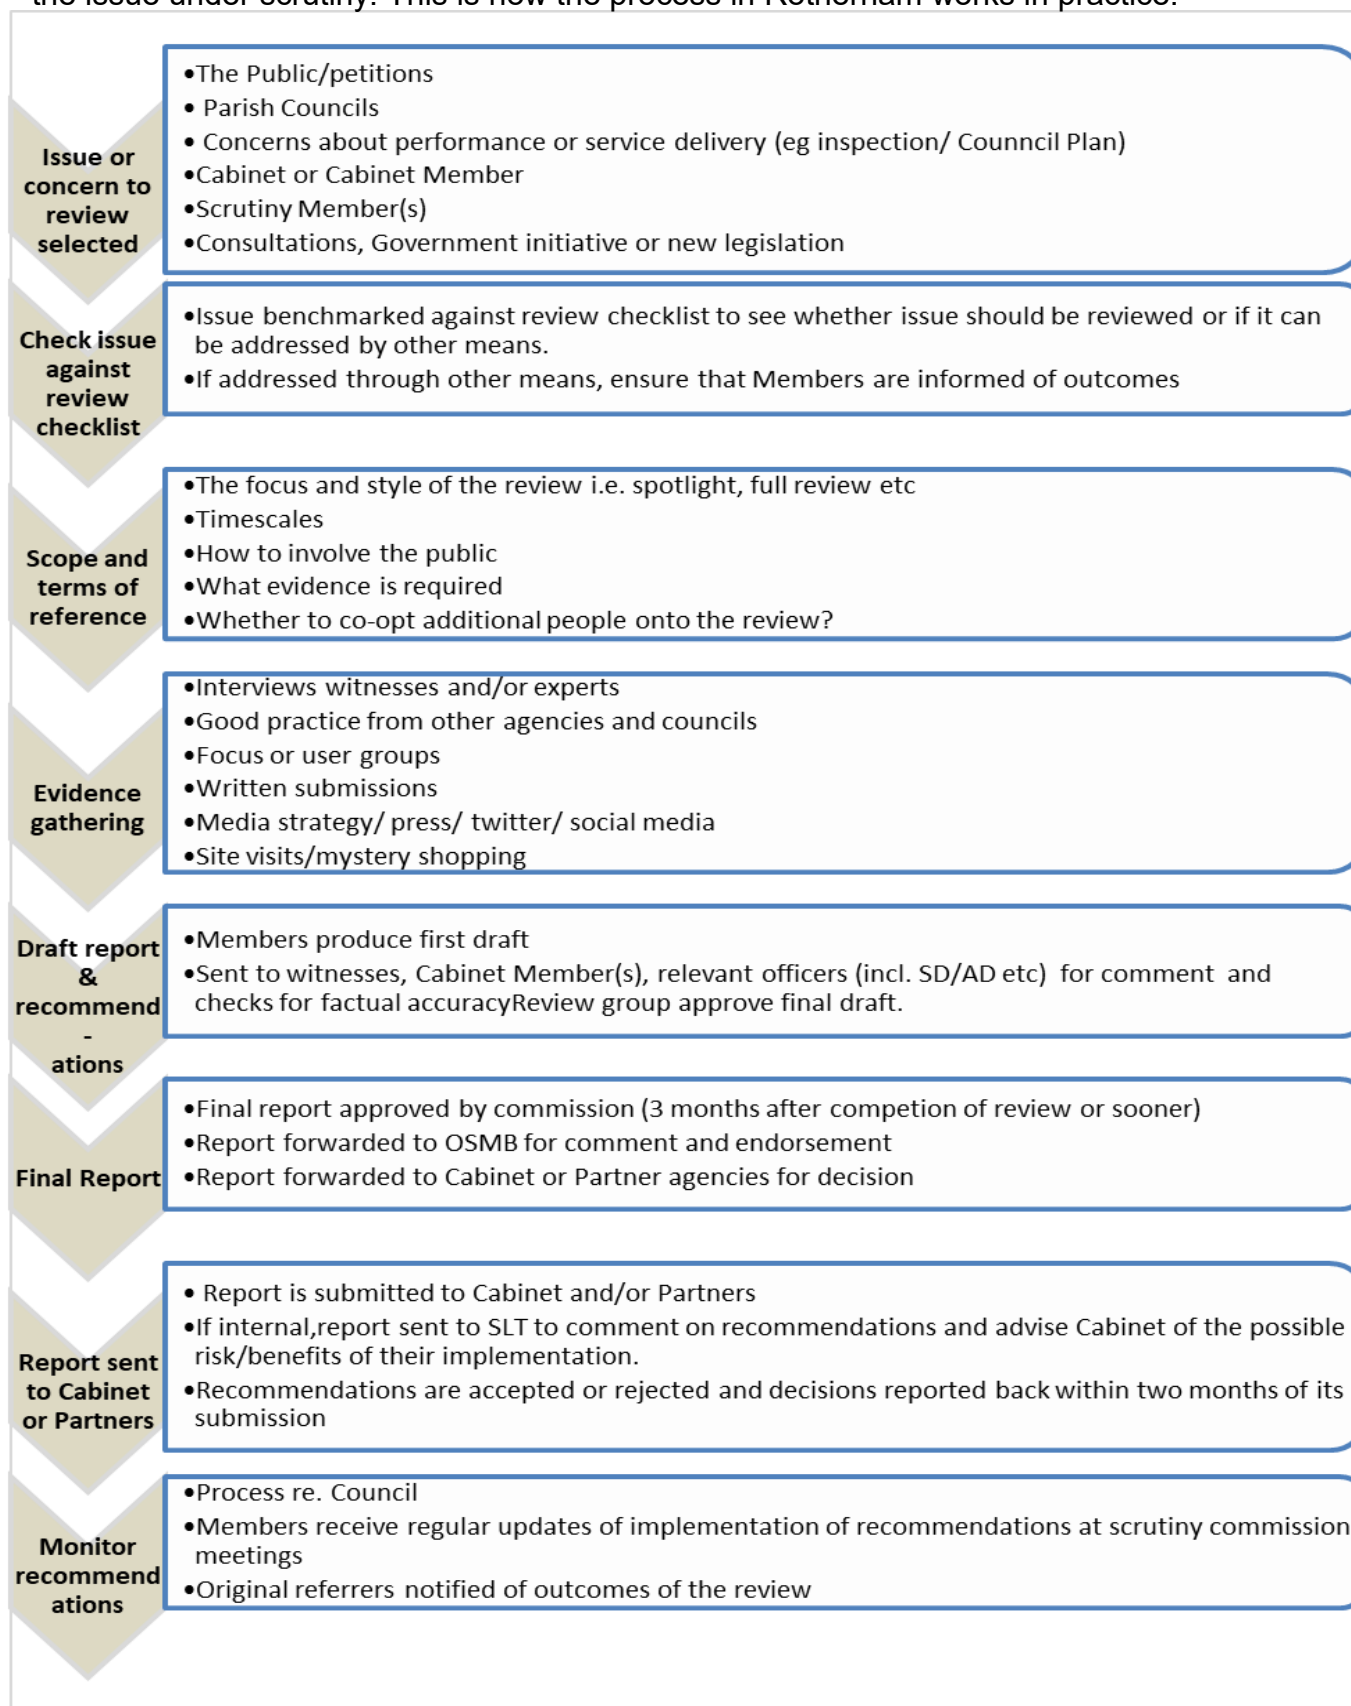 the issue under scrutiny. This is how the process in Rotherham works in practice.
Issue or
concern to
review
selected
•The Public/petitions
• Parish Councils
• Concerns about performance or service delivery (eg inspection/ Counncil Plan)
•Cabinet or Cabinet Member
•Scrutiny Member(s)
•Consultations, Government initiative or new legislation
Check issue
against
review
checklist
•Issue benchmarked against review checklist to see whether issue should be reviewed or if it can
be addressed by other means.
•If addressed through other means, ensure that Members are informed of outcomes
Scope and
terms of
reference
•The focus and style of the review i.e. spotlight, full review etc
•Timescales
•How to involve the public
•What evidence is required
•Whether to co-opt additional people onto the review?
Evidence
gathering
•Interviews witnesses and/or experts
•Good practice from other agencies and councils
•Focus or user groups
•Written submissions
•Media strategy/ press/ twitter/ social media
•Site visits/mystery shopping
Draft report
&
recommend
-
ations
•Members produce first draft
•Sent to witnesses, Cabinet Member(s), relevant officers (incl. SD/AD etc) for comment and
checks for factual accuracyReview group approve final draft.
Final Report
•Final report approved by commission (3 months after competion of review or sooner)
•Report forwarded to OSMB for comment and endorsement
•Report forwarded to Cabinet or Partner agencies for decision
Report sent
to Cabinet
or Partners
• Report is submitted to Cabinet and/or Partners
•If internal,report sent to SLT to comment on recommendations and advise Cabinet of the possible
risk/benefits of their implementation.
•Recommendations are accepted or rejected and decisions reported back within two months of its
submission
Monitor
recommend
ations
•Process re. Council
•Members receive regular updates of implementation of recommendations at scrutiny commission
meetings
•Original referrers notified of outcomes of the review